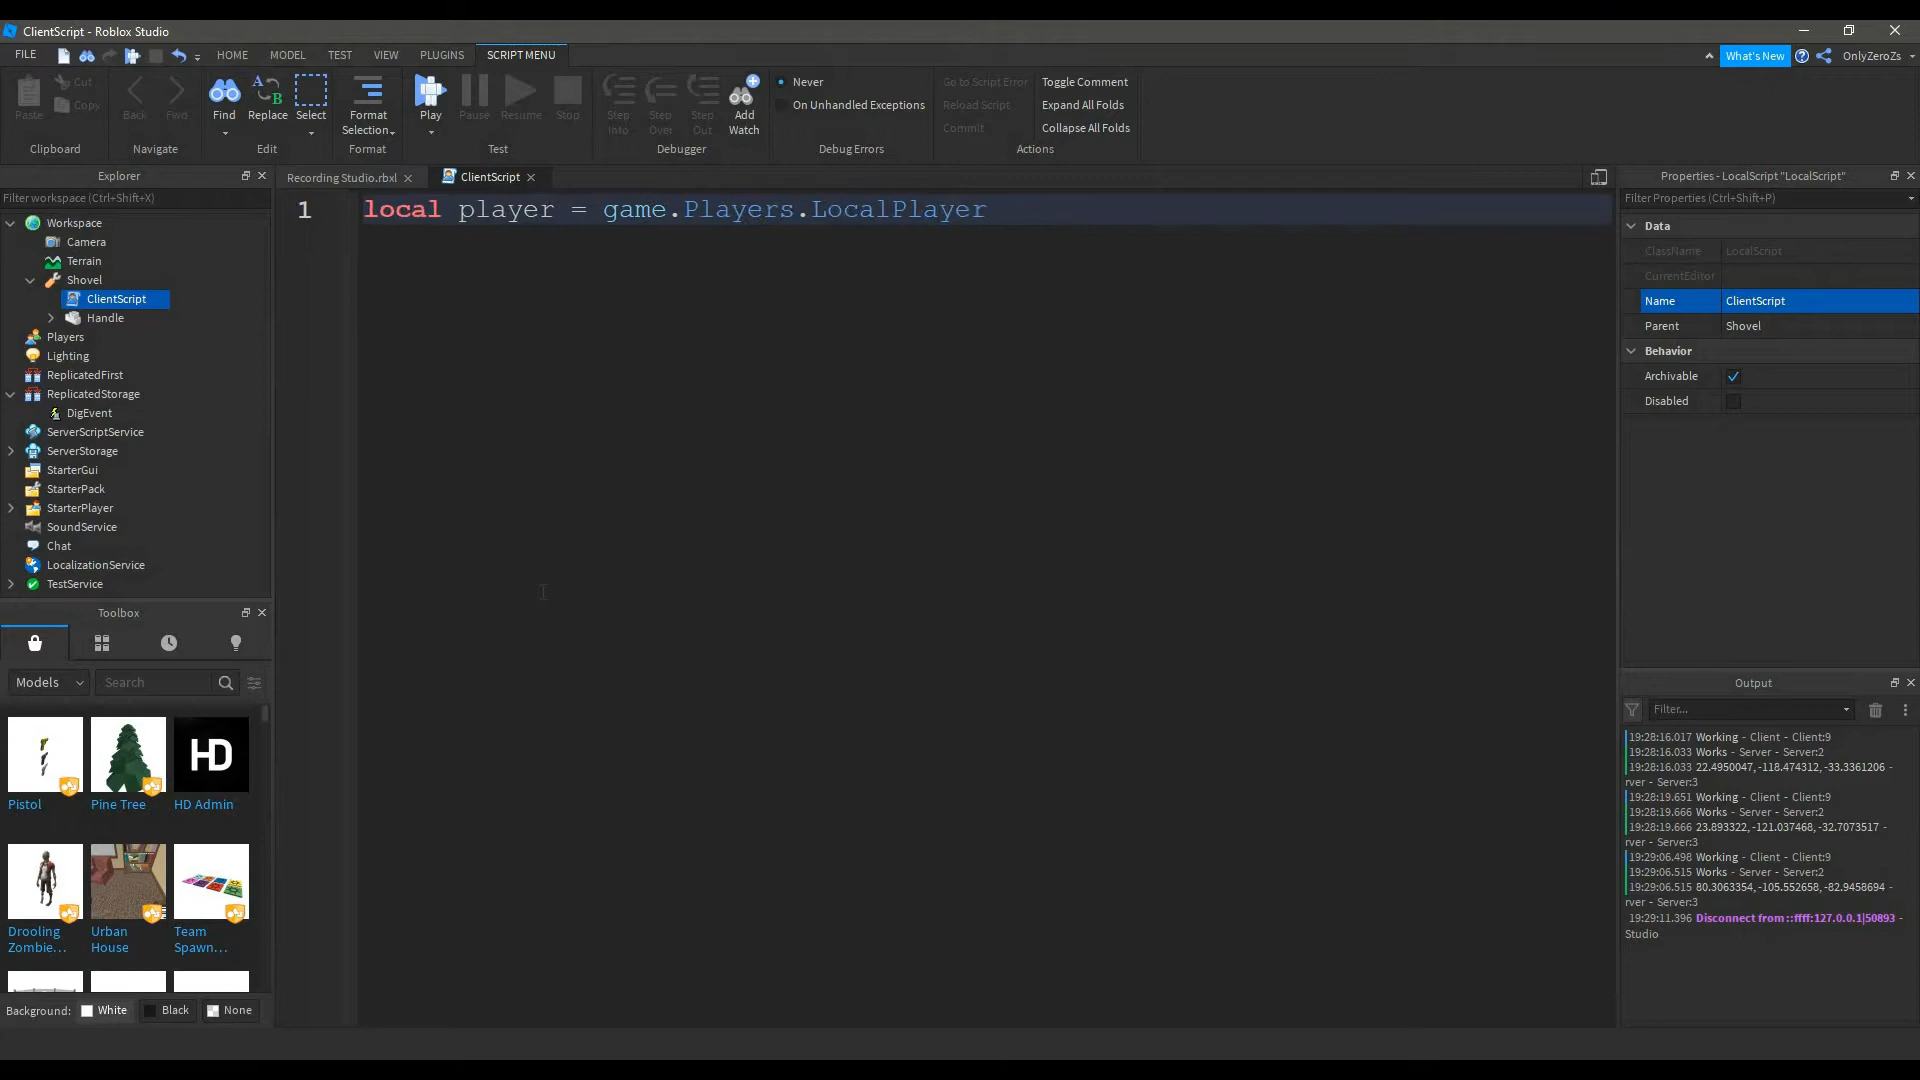 ClientScript - Roblox Studio
FILE HOME MODEL TEST VIEW PLUGINS SCRIPT MENU What's New OnlyZeroZs
Paste Cut Copy
Clipboard
Back Fwd
Navigate
Find Replace Select
Edit
Format Selection
Format
Play Pause Resume Stop
Test
Step Into Step Over Step Out Add Watch
Debugger
Never
On Unhandled Exceptions
Debug Errors
Go to Script Error Toggle Comment
Reload Script Expand All Folds
Commit Collapse All Folds
Actions
Explorer
Filter workspace (Ctrl+Shift+X)
Workspace
Camera
Terrain
Shovel
ClientScript
Handle
Players
Lighting
ReplicatedFirst
ReplicatedStorage
DigEvent
ServerScriptService
ServerStorage
StarterGui
StarterPack
StarterPlayer
SoundService
Chat
LocalizationService
TestService
Toolbox
Models Search
Pistol
Pine Tree
HD
HD Admin
Drooling
Zombie...
Urban
House
Team
Spawn...
Background: White Black None
Recording Studio.rbxl ClientScript
1 local player = game.Players.LocalPlayer
Properties - LocalScript "LocalScript"
Filter Properties (Ctrl+Shift+P)
Data
ClassName LocalScript
CurrentEditor
Name ClientScript
Parent Shovel
Behavior
Archivable
Disabled
Output
Filter...
19:28:16.017 Working - Client - Client:9
19:28:16.033 Works - Server - Server:2
19:28:16.033 22.4950047, -118.474312, -33.3361206 -
rver - Server:3
19:28:19.651 Working - Client - Client:9
19:28:19.666 Works - Server - Server:2
19:28:19.666 23.893322, -121.037468, -32.7073517 -
rver - Server:3
19:29:06.498 Working - Client - Client:9
19:29:06.515 Works - Server - Server:2
19:29:06.515 80.3063354, -105.552658, -82.9458694 -
rver - Server:3
19:29:11.396 Disconnect from ::ffff:127.0.0.1|50893 -
Studio